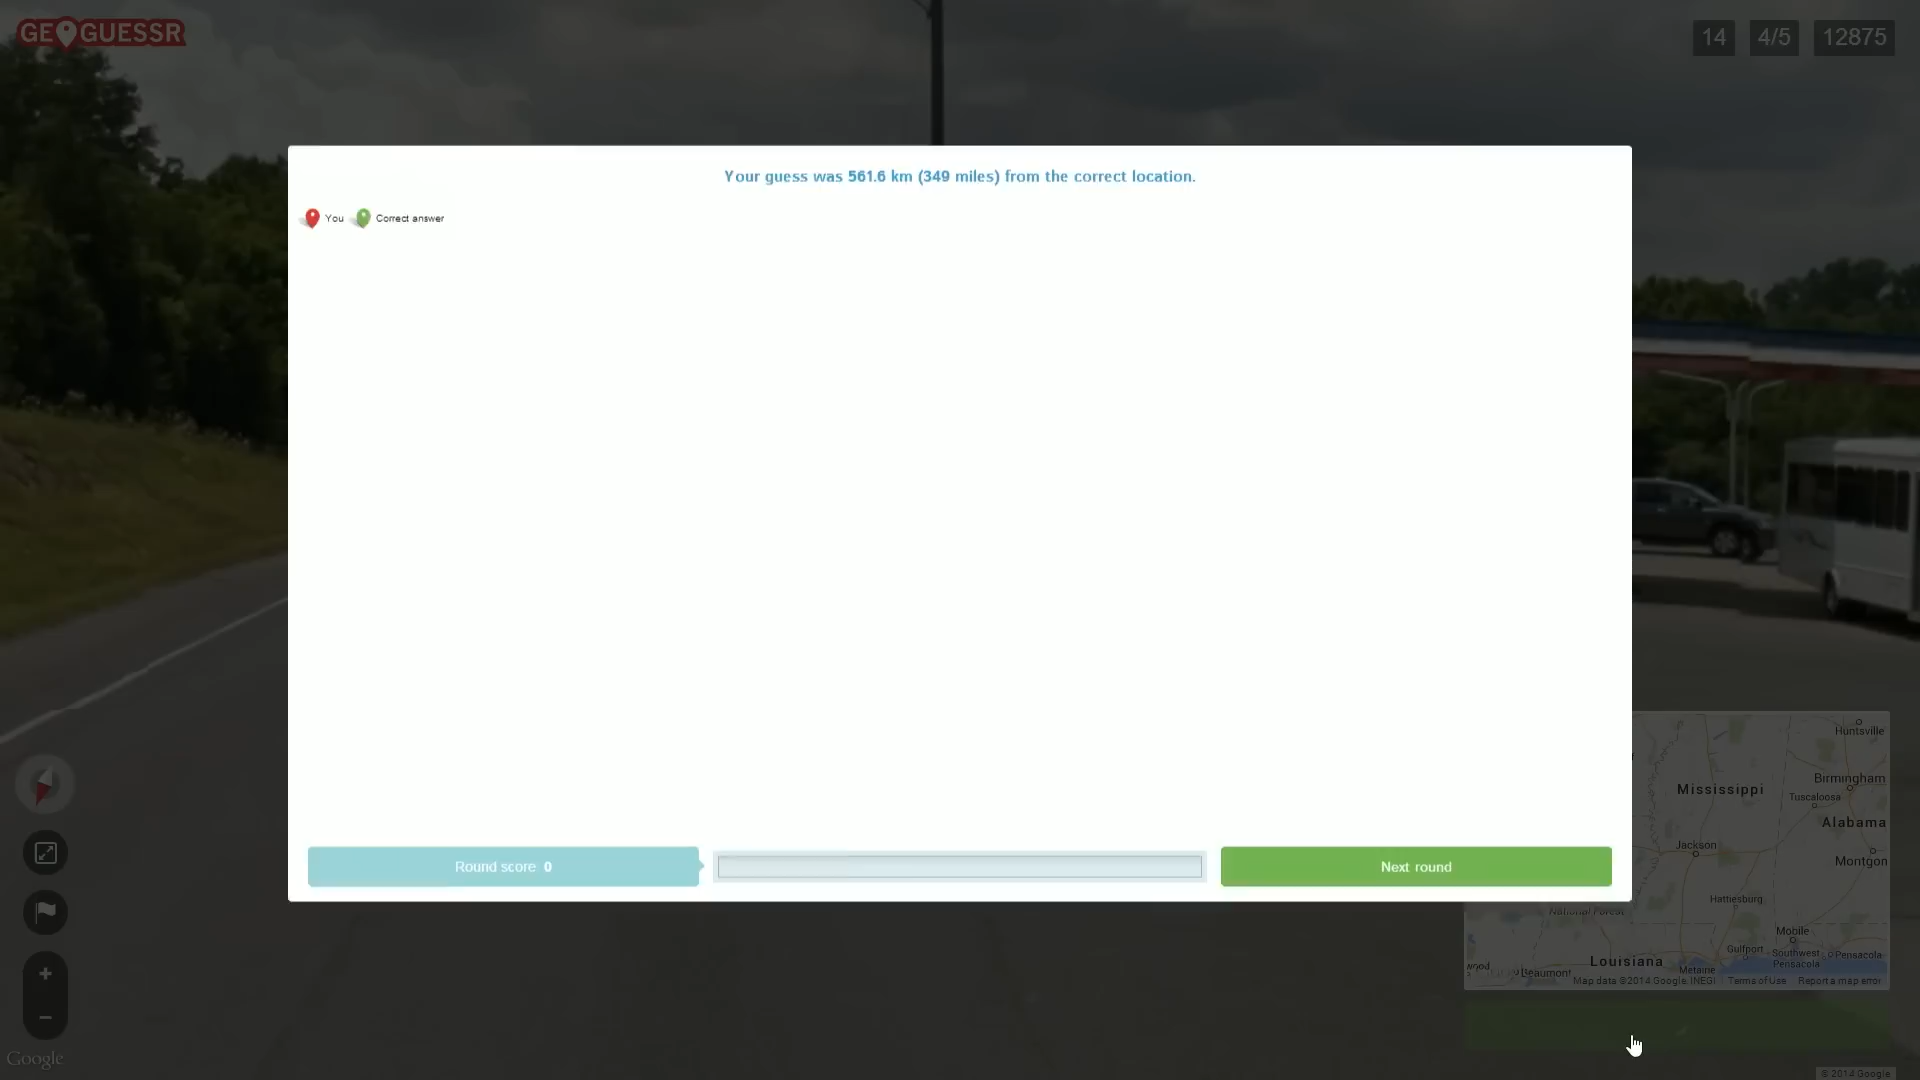 GEOGUESSR
14 4/5 12875
Your guess was 561.6 km (349 miles) from the correct location.
You Correct answer
Huntsville
Birmingham
Mississippi
Tuscaloosa
Alabama
Jackson
Montgon
Hattiesburg
National Forest
Mobile
Gulfport Southwest Pensacola
Pensacola
Louisiana
Metairie
Beaumont
Map data ©2014 Google, INEGI Terms of Use Report a map error
Round score 0
Next round
+
−
Google
© 2014 Google